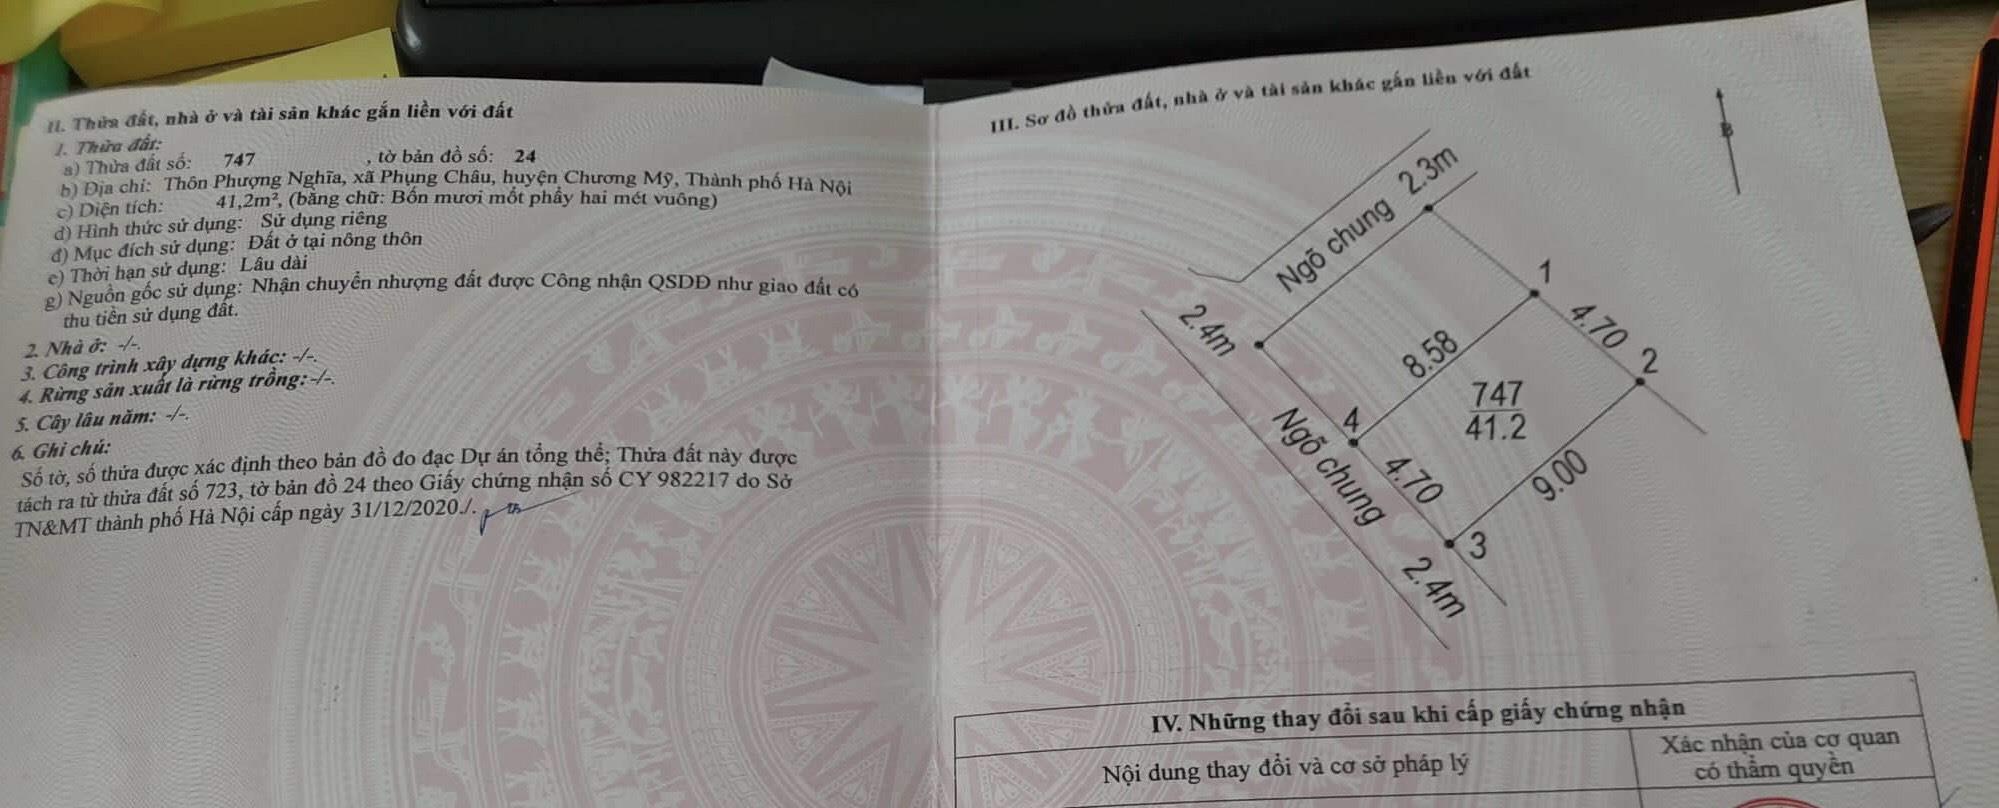 II. Thửa đất, nhà ở và tài sản khác gắn liền với đất
1. Thửa đất:
a) Thửa đất số: 747 , tờ bản đồ số: 24
b) Địa chỉ: Thôn Phượng Nghĩa, xã Phụng Châu, huyện Chương Mỹ, Thành phố Hà Nội
c) Diện tích: 41,2m², (bằng chữ: Bốn mươi mốt phẩy hai mét vuông)
d) Hình thức sử dụng: Sử dụng riêng
đ) Mục đích sử dụng: Đất ở tại nông thôn
e) Thời hạn sử dụng: Lâu dài
g) Nguồn gốc sử dụng: Nhận chuyển nhượng đất được Công nhận QSDĐ như giao đất có
thu tiền sử dụng đất.
2. Nhà ở: -/-.
3. Công trình xây dựng khác: -/-.
4. Rừng sản xuất là rừng trồng: -/-.
5. Cây lâu năm: -/-.
6. Ghi chú:
Số tờ, số thửa được xác định theo bản đồ đo đạc Dự án tổng thể; Thửa đất này được
tách ra từ thửa đất số 723, tờ bản đồ 24 theo Giấy chứng nhận số CY 982217 do Sở
TN&MT thành phố Hà Nội cấp ngày 31/12/2020./.
III. Sơ đồ thửa đất, nhà ở và tài sản khác gắn liền với đất
B
Ngõ chung 2.3m
2.4m
1
4.70
2
8.58
747
41.2
4
Ngõ chung
4.70
9.00
3
2.4m
IV. Những thay đổi sau khi cấp giấy chứng nhận
Nội dung thay đổi và cơ sở pháp lý
Xác nhận của cơ quan
có thẩm quyền